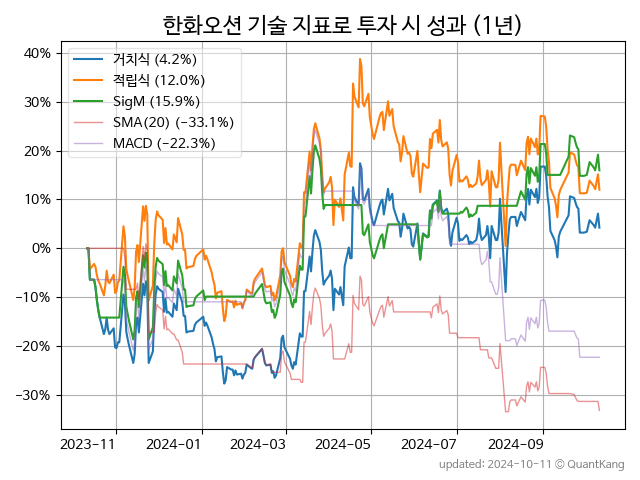 한화오션 기술 지표로 투자 시 성과 (1년)
거치식 (4.2%)
적립식 (12.0%)
SigM (15.9%)
SMA(20) (−33.1%)
MACD (−22.3%)
40%
30%
20%
10%
0%
−10%
−20%
−30%
2023-11 2024-01 2024-03 2024-05 2024-07 2024-09
updated: 2024-10-11 © QuantKang